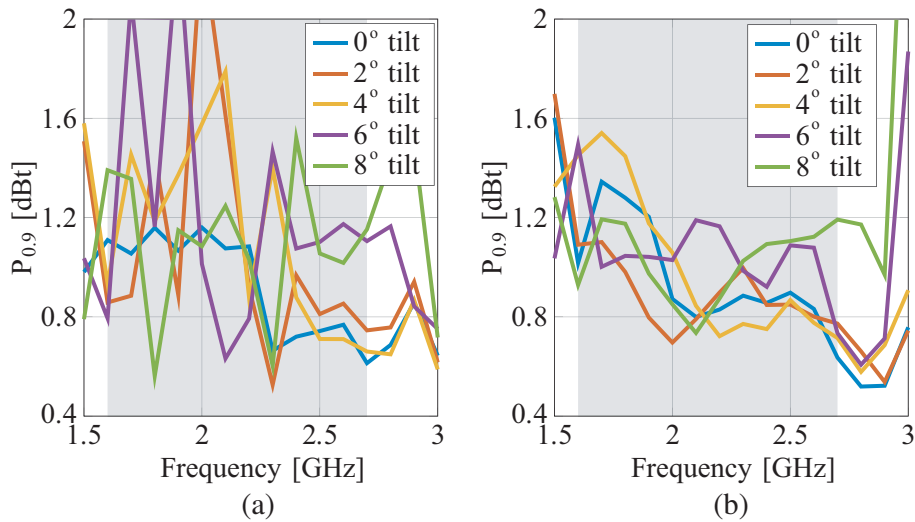 2
1.6
1.2
0.8
0.4
P0.9 [dBt]
1.5
2
2.5
3
Frequency [GHz]
(a)
0° tilt
2° tilt
4° tilt
6° tilt
8° tilt
2
1.6
1.2
0.8
0.4
P0.9 [dBt]
1.5
2
2.5
3
Frequency [GHz]
(b)
0° tilt
2° tilt
4° tilt
6° tilt
8° tilt